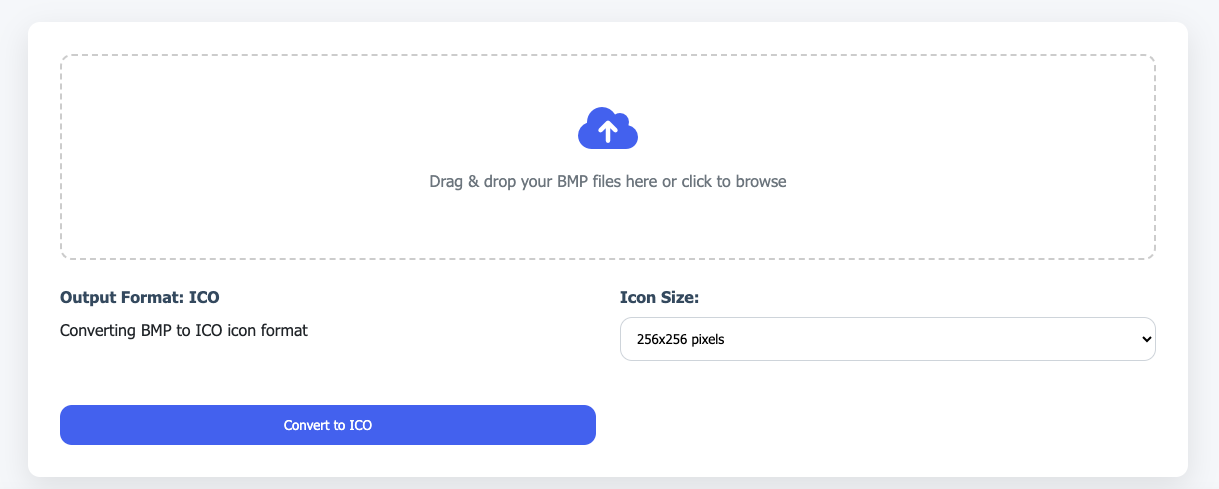 Drag & drop your BMP files here or click to browse
Output Format: ICO
Converting BMP to ICO icon format
Icon Size:
256x256 pixels
Convert to ICO